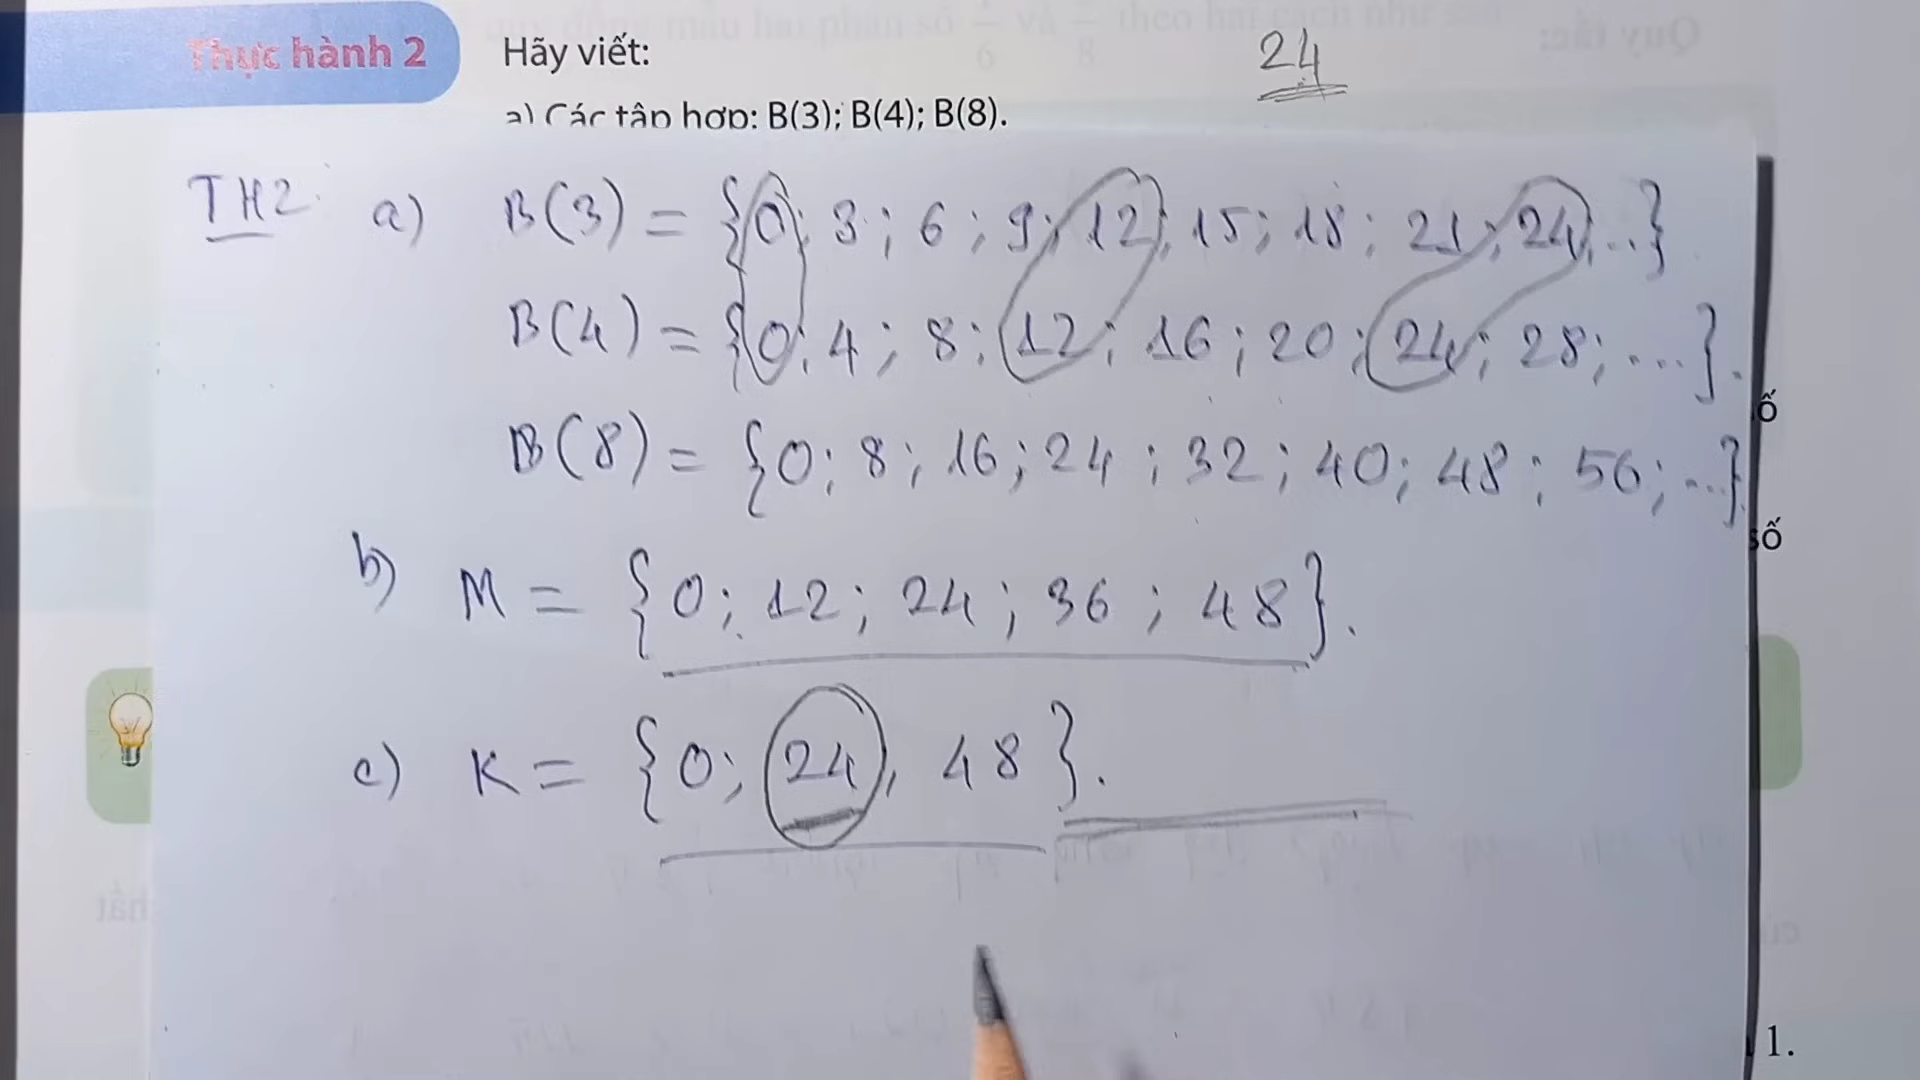 Thực hành 2
Hãy viết:
24
a) Các tập hợp: B(3); B(4); B(8).
TH2. a) B(3) = {0; 3; 6; 9; 12; 15; 18; 21; 24; ..}
B(4) = {0; 4; 8; 12; 16; 20; 24; 28; ...}.
ố
B(8) = {0; 8; 16; 24; 32; 40; 48; 56; ...}.
số
b) M = {0; 12; 24; 36; 48}.
c) K = {0; 24, 48}.
1.